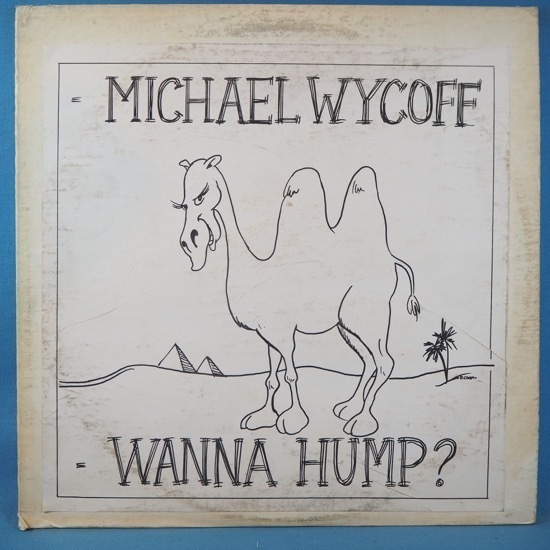 = MICHAEL WYCOFF
= WANNA HUMP?